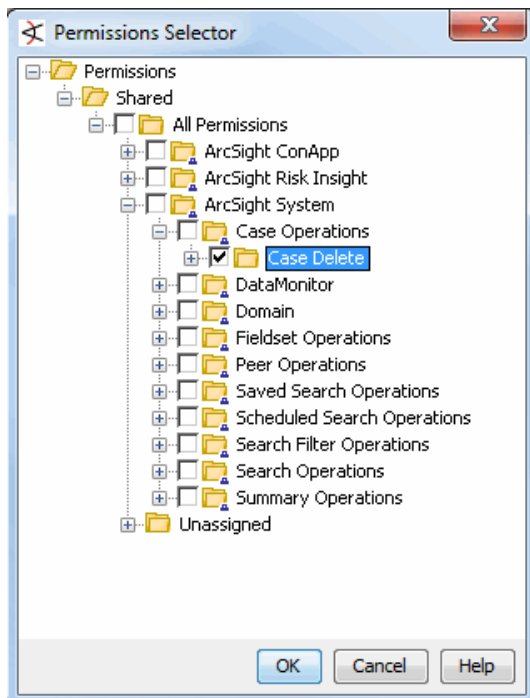 Permissions Selector
Permissions
Shared
All Permissions
ArcSight ConApp
ArcSight Risk Insight
ArcSight System
Case Operations
Case Delete
DataMonitor
Domain
Fieldset Operations
Peer Operations
Saved Search Operations
Scheduled Search Operations
Search Filter Operations
Search Operations
Summary Operations
Unassigned
OK Cancel Help